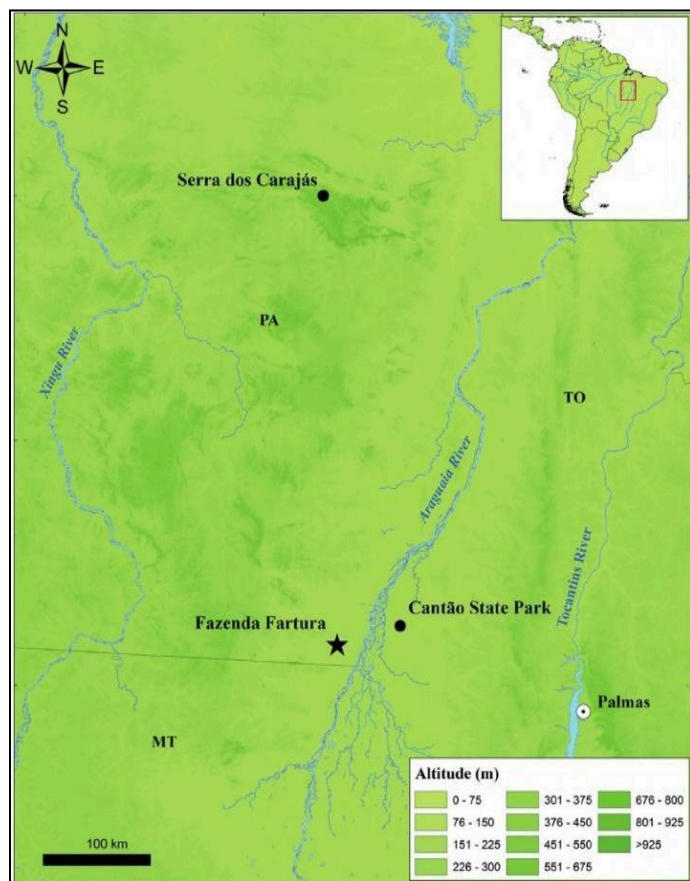 N
W E
S
Serra dos Carajás
PA
Xingu River
TO
Araguaia River
Tocantins River
Cantão State Park
Fazenda Fartura
Palmas
MT
Altitude (m)
0 - 75
76 - 150
151 - 225
226 - 300
301 - 375
376 - 450
451 - 550
551 - 675
676 - 800
801 - 925
>925
100 km